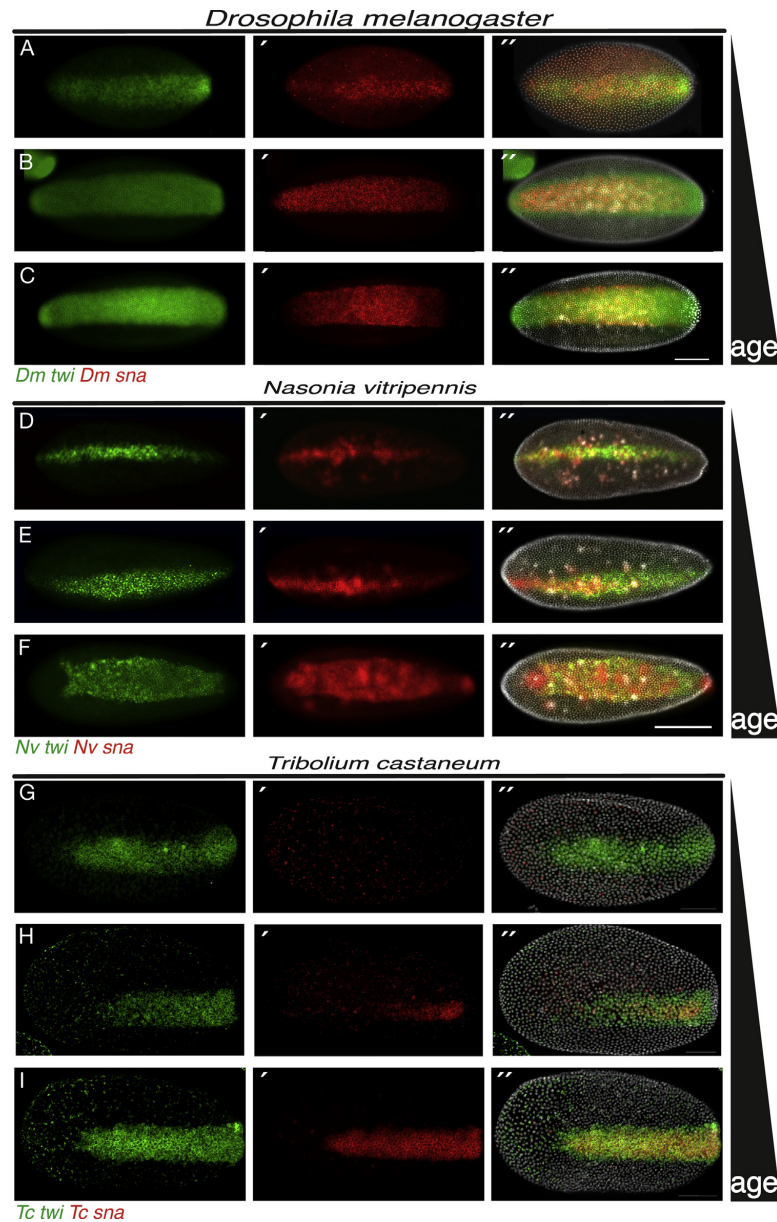 Drosophila melanogaster
A ′ ″
B ′ ″
C ′ ″
age
Dm twi Dm sna
Nasonia vitripennis
D ′ ″
E ′ ″
F ′ ″
age
Nv twi Nv sna
Tribolium castaneum
G ′ ″
H ′ ″
I ′ ″
age
Tc twi Tc sna